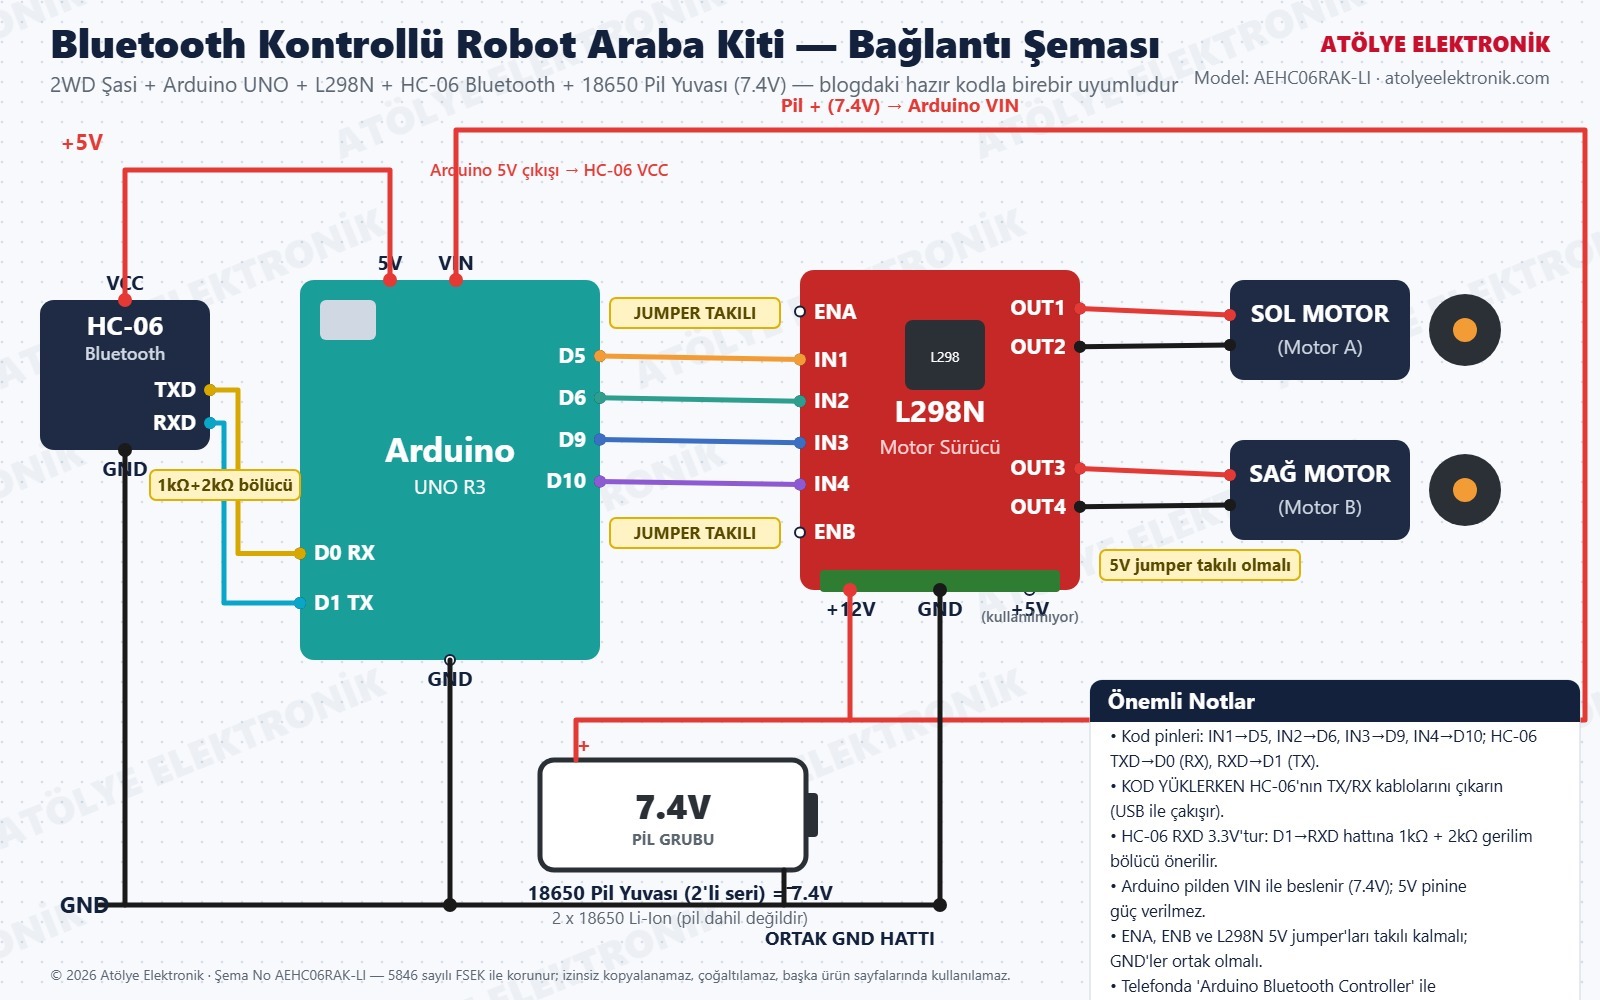 Bluetooth Kontrollü Robot Araba Kiti — Bağlantı Şeması
ATÖLYE ELEKTRONİK
2WD Şasi + Arduino UNO + L298N + HC-06 Bluetooth + 18650 Pil Yuvası (7.4V) — blogdaki hazır kodla birebir uyumludur
Model: AEHC06RAK-LI · atolyeelektronik.com
Pil + (7.4V) → Arduino VIN
+5V
Arduino 5V çıkışı → HC-06 VCC
5V
VIN
VCC
HC-06
Bluetooth
TXD
RXD
GND
1kΩ+2kΩ bölücü
Arduino
UNO R3
D5
D6
D9
D10
D0 RX
D1 TX
GND
JUMPER TAKILI
JUMPER TAKILI
ENA
IN1
IN2
IN3
IN4
ENB
L298
L298N
Motor Sürücü
OUT1
OUT2
OUT3
OUT4
SOL MOTOR
(Motor A)
SAĞ MOTOR
(Motor B)
5V jumper takılı olmalı
+12V
GND
+5V
(kullanılmıyor)
+
7.4V
PİL GRUBU
18650 Pil Yuvası (2'li seri) = 7.4V
2 x 18650 Li-Ion (pil dahil değildir)
GND
ORTAK GND HATTI
Önemli Notlar
• Kod pinleri: IN1→D5, IN2→D6, IN3→D9, IN4→D10; HC-06
TXD→D0 (RX), RXD→D1 (TX).
• KOD YÜKLERKEN HC-06'nın TX/RX kablolarını çıkarın
(USB ile çakışır).
• HC-06 RXD 3.3V'tur: D1→RXD hattına 1kΩ + 2kΩ gerilim
bölücü önerilir.
• Arduino pilden VIN ile beslenir (7.4V); 5V pinine
güç verilmez.
• ENA, ENB ve L298N 5V jumper'ları takılı kalmalı;
GND'ler ortak olmalı.
• Telefonda 'Arduino Bluetooth Controller' ile
© 2026 Atölye Elektronik · Şema No AEHC06RAK-LI — 5846 sayılı FSEK ile korunur; izinsiz kopyalanamaz, çoğaltılamaz, başka ürün sayfalarında kullanılamaz.